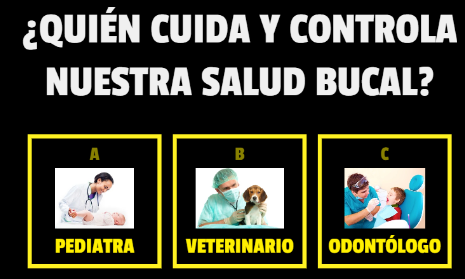 ¿QUIÉN CUIDA Y CONTROLA
NUESTRA SALUD BUCAL?
A
B
C
PEDIATRA
VETERINARIO
ODONTÓLOGO